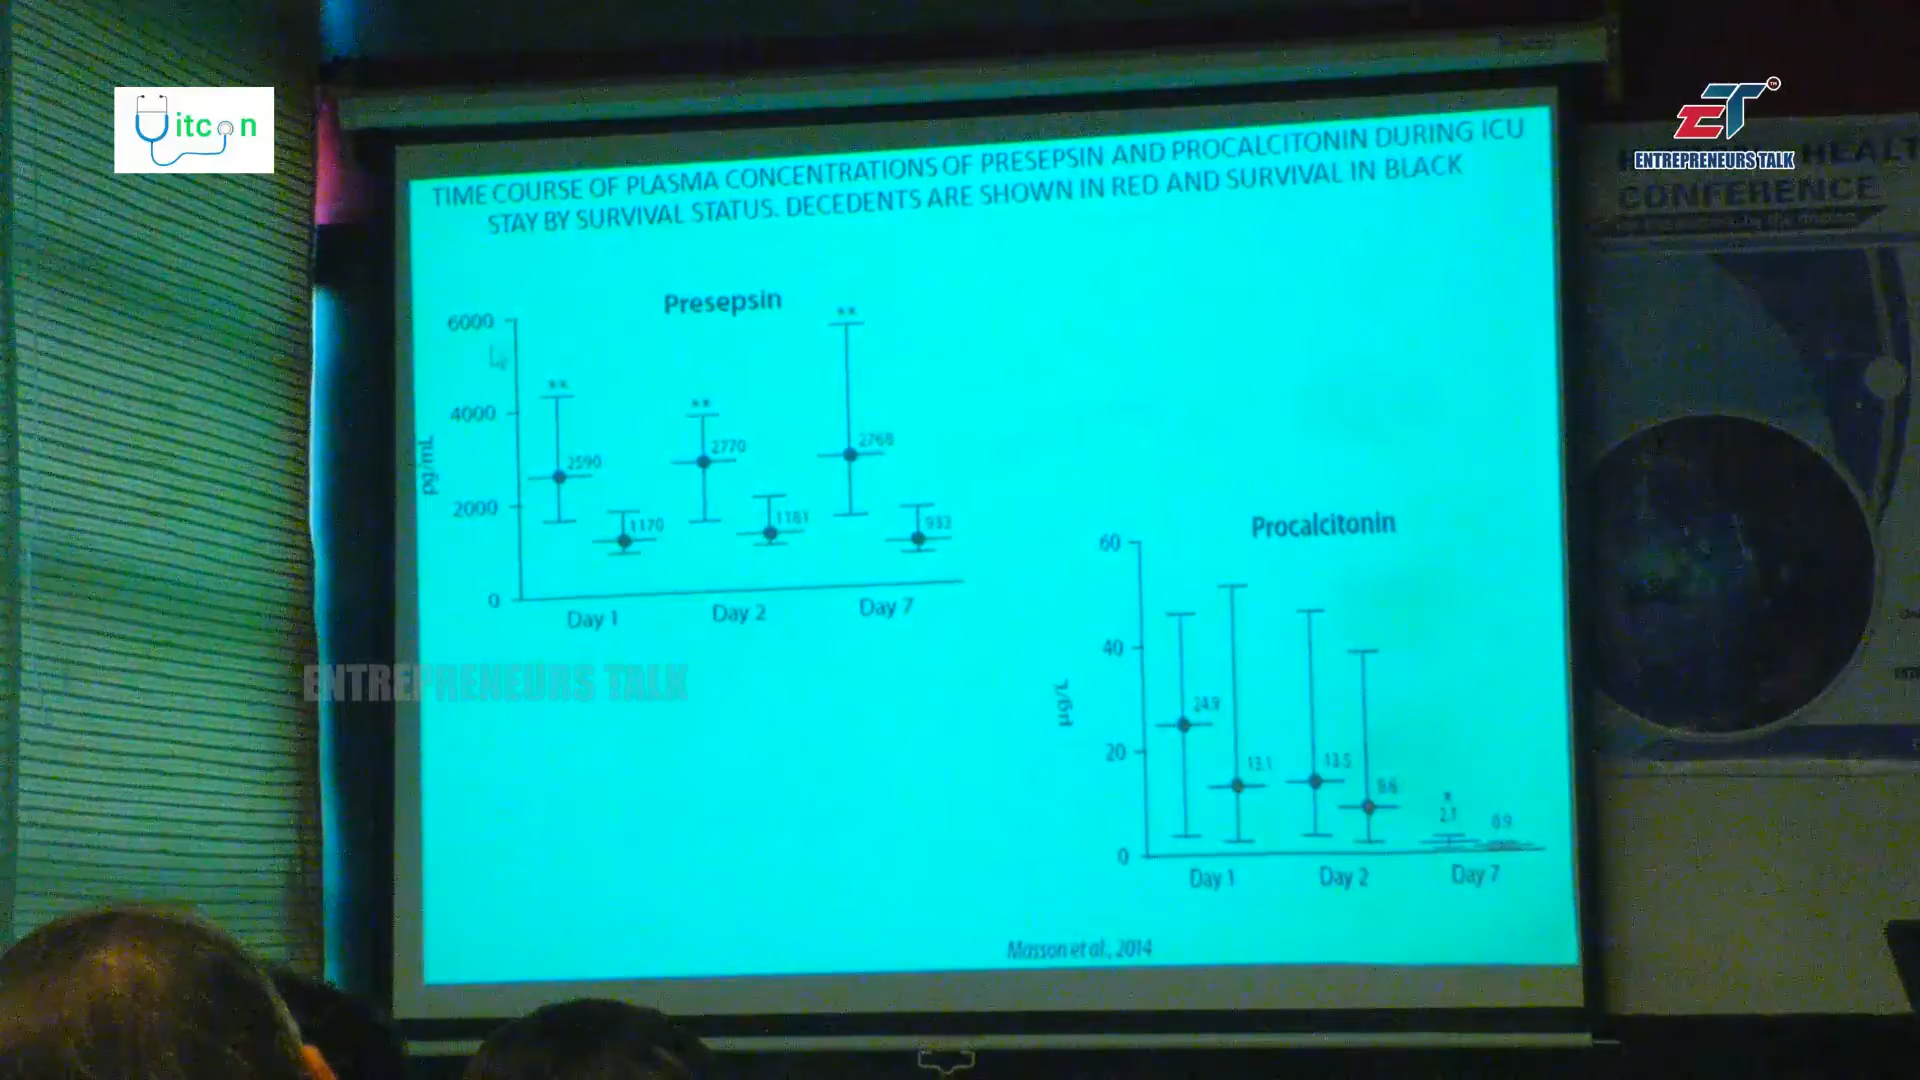 itcon
ET
TM
ENTREPRENEURS TALK
HEALT
CONFERENCE
TIME COURSE OF PLASMA CONCENTRATIONS OF PRESEPSIN AND PROCALCITONIN DURING ICU
STAY BY SURVIVAL STATUS. DECEDENTS ARE SHOWN IN RED AND SURVIVAL IN BLACK
Presepsin
6000
4000
2000
0
pg/mL
**
2590
1170
**
2770
1181
**
2768
933
Day 1
Day 2
Day 7
Procalcitonin
60
40
20
0
µg/L
24.9
13.1
13.5
8.6
*
2.1
0.9
Day 1
Day 2
Day 7
Masson et al., 2014
ENTREPRENEURS TALK